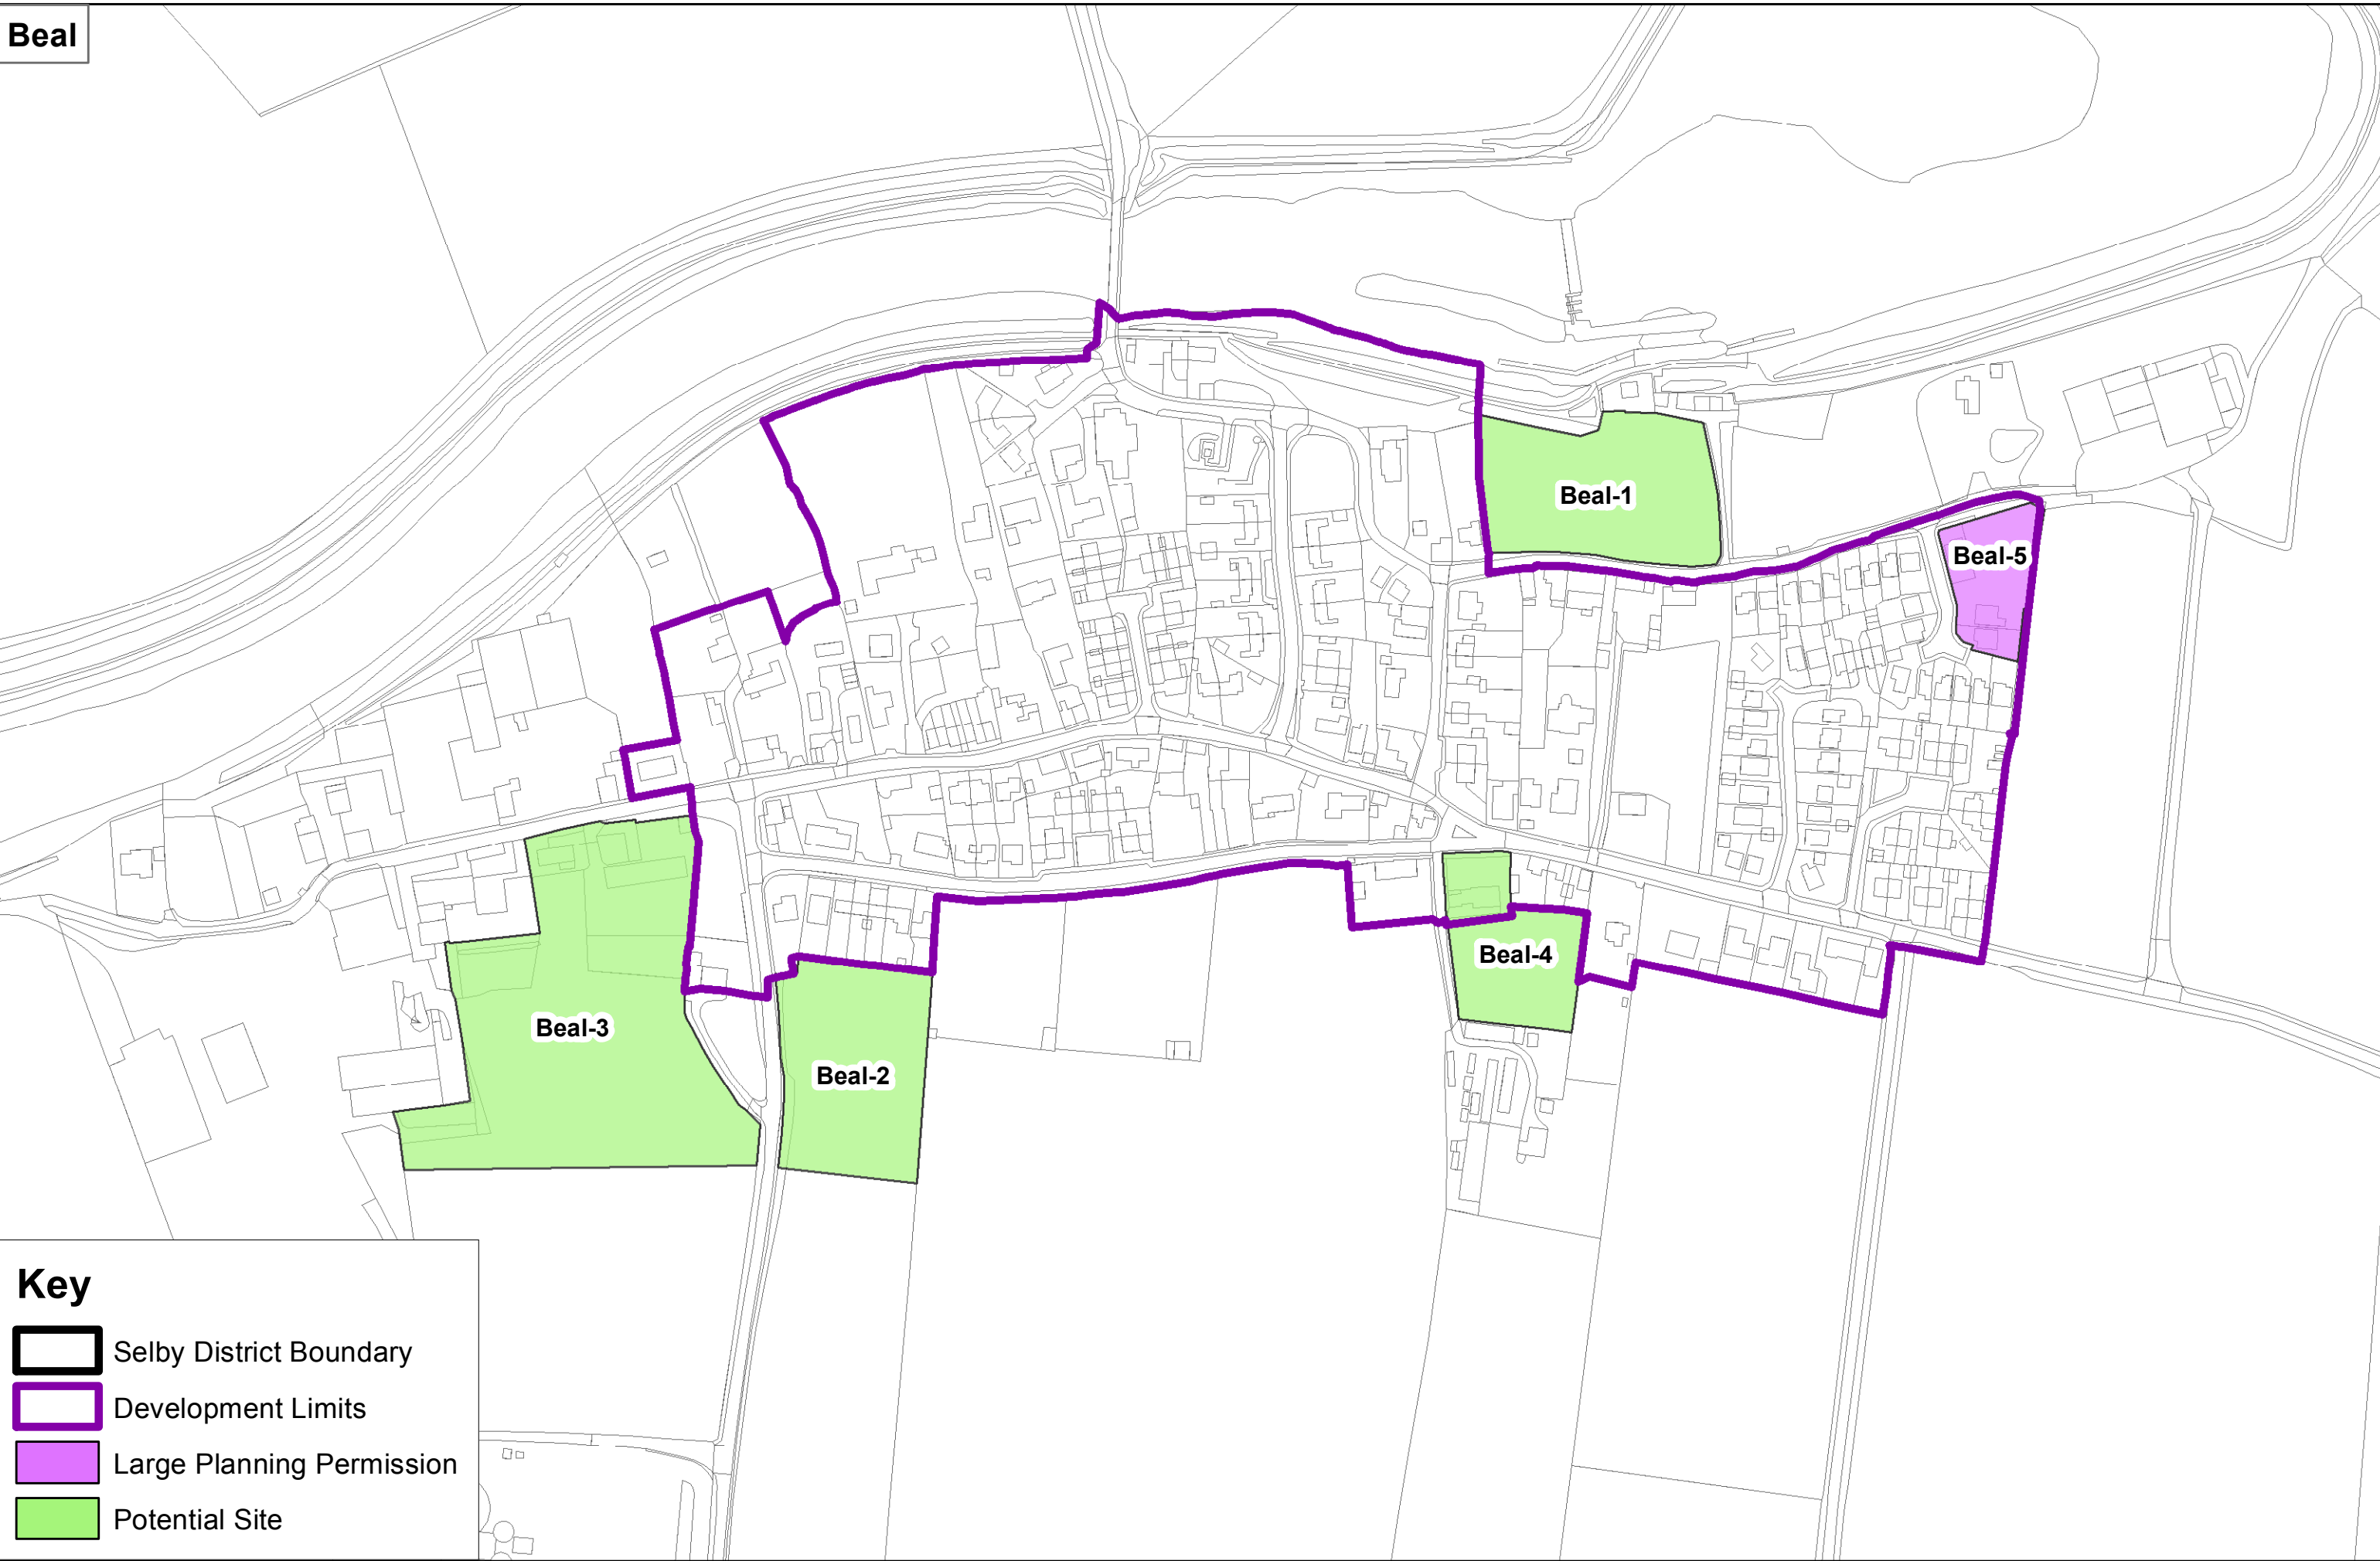 Beal
Beal-1
Beal-5
Beal-4
Beal-3
Beal-2
Key
Selby District Boundary
Development Limits
Large Planning Permission
Potential Site